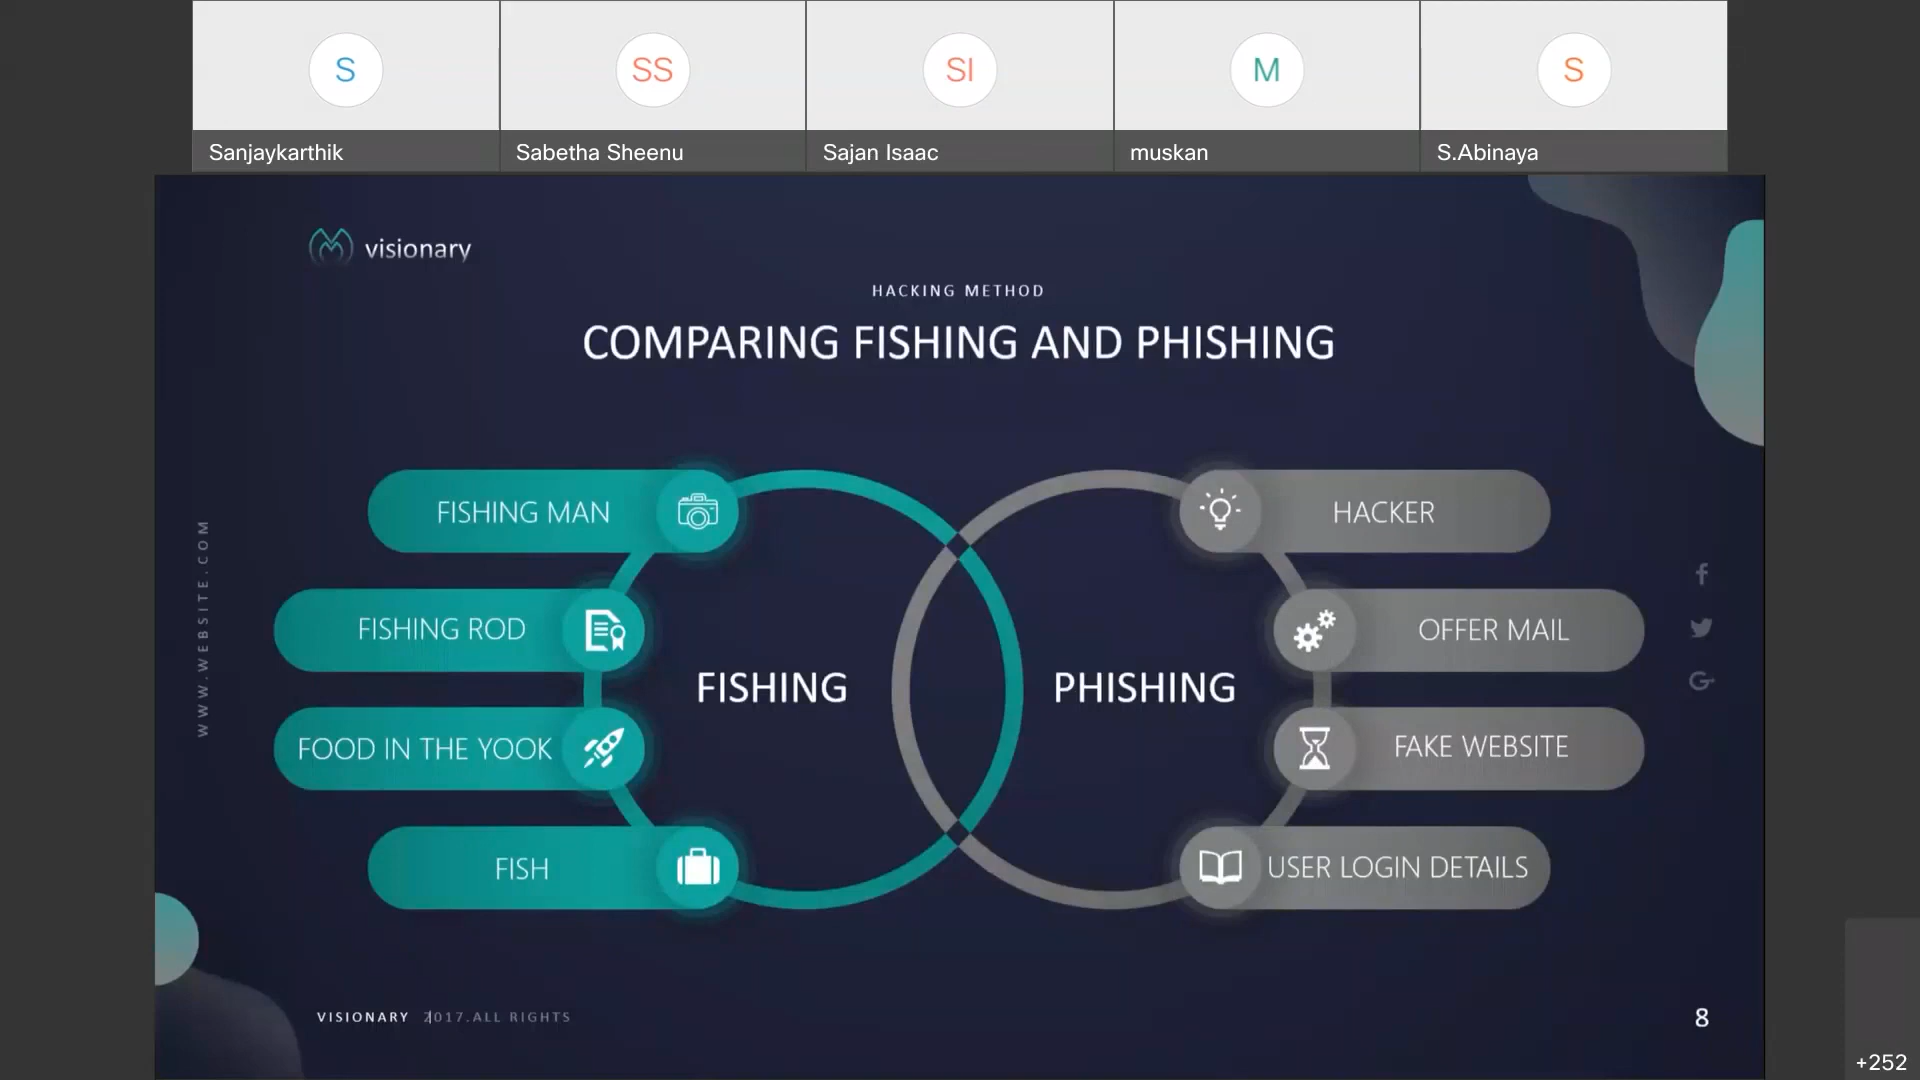 S
SS
SI
M
S
Sanjaykarthik
Sabetha Sheenu
Sajan Isaac
muskan
S.Abinaya
visionary
HACKING METHOD
COMPARING FISHING AND PHISHING
FISHING MAN
HACKER
FISHING ROD
OFFER MAIL
FISHING
PHISHING
FOOD IN THE YOOK
FAKE WEBSITE
FISH
USER LOGIN DETAILS
WWW.WEBSITE.COM
VISIONARY 2017.ALL RIGHTS
8
+252